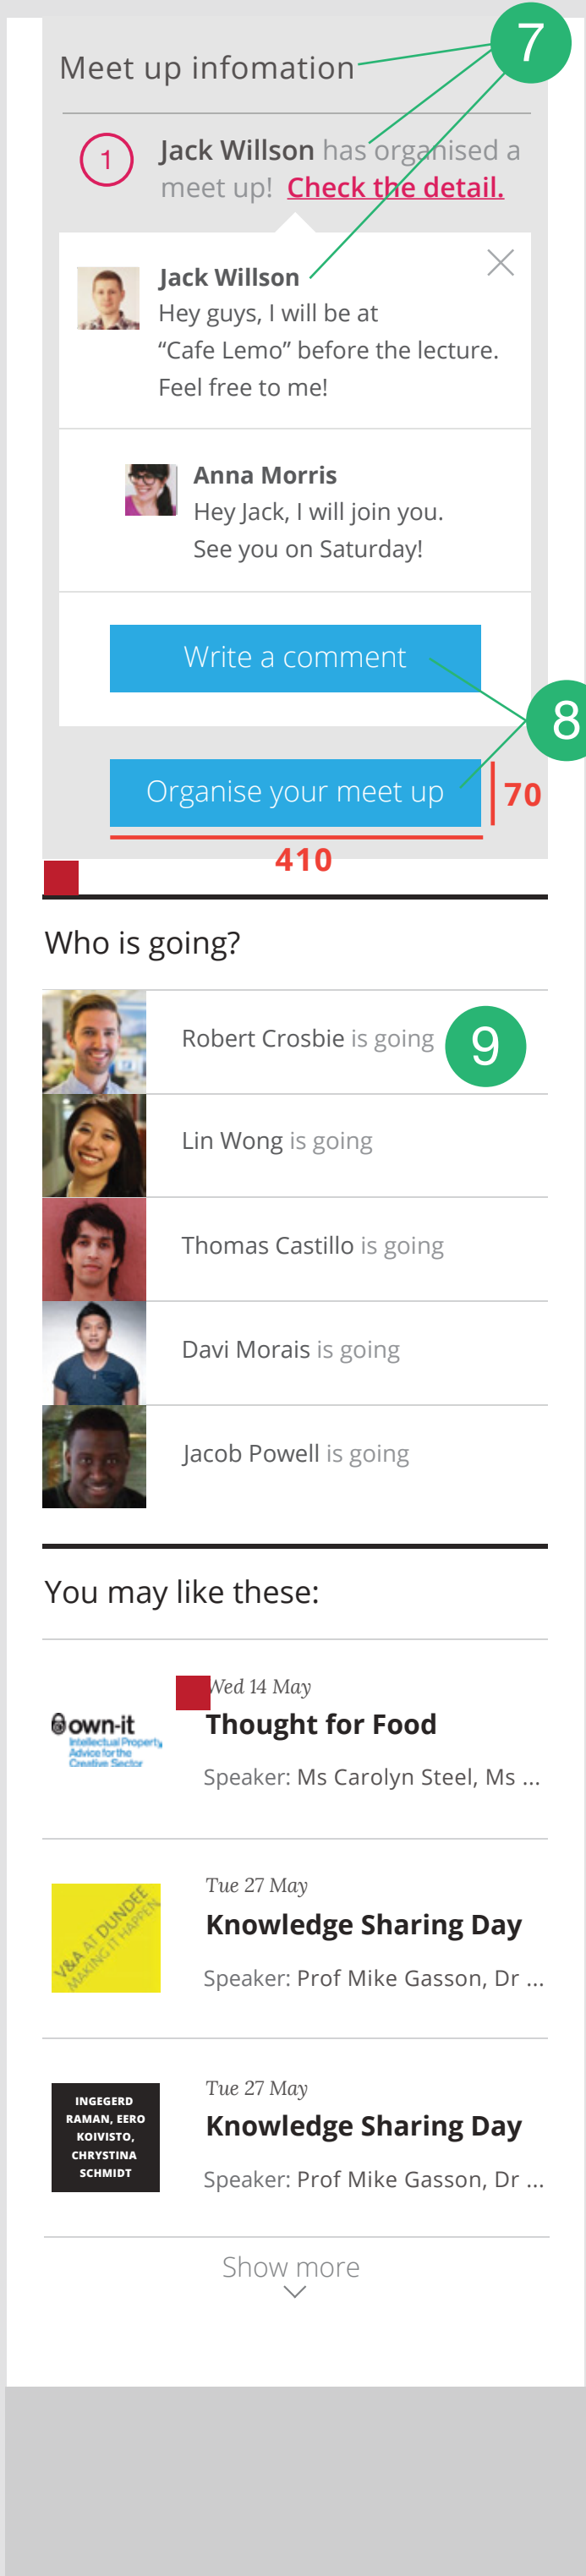 7
Meet up infomation
1
Jack Willson has organised a
meet up! Check the detail.
Jack Willson
Hey guys, I will be at
“Cafe Lemo” before the lecture.
Feel free to me!
Anna Morris
Hey Jack, I will join you.
See you on Saturday!
Write a comment
8
Organise your meet up
70
410
Who is going?
Robert Crosbie is going
9
Lin Wong is going
Thomas Castillo is going
Davi Morais is going
Jacob Powell is going
You may like these:
Wed 14 May
own-it
Intellectual Property
Advice for the
Creative Sector
Thought for Food
Speaker: Ms Carolyn Steel, Ms ...
Tue 27 May
V&A AT DUNDEE
MAKING IT HAPPEN
Knowledge Sharing Day
Speaker: Prof Mike Gasson, Dr ...
Tue 27 May
INGEGERD
RAMAN, EERO
KOIVISTO,
CHRYSTINA
SCHMIDT
Knowledge Sharing Day
Speaker: Prof Mike Gasson, Dr ...
Show more